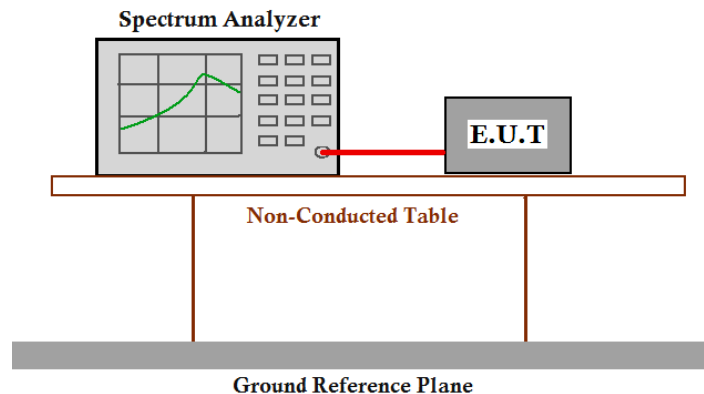 Spectrum Analyzer
E.U.T
Non-Conducted Table
Ground Reference Plane